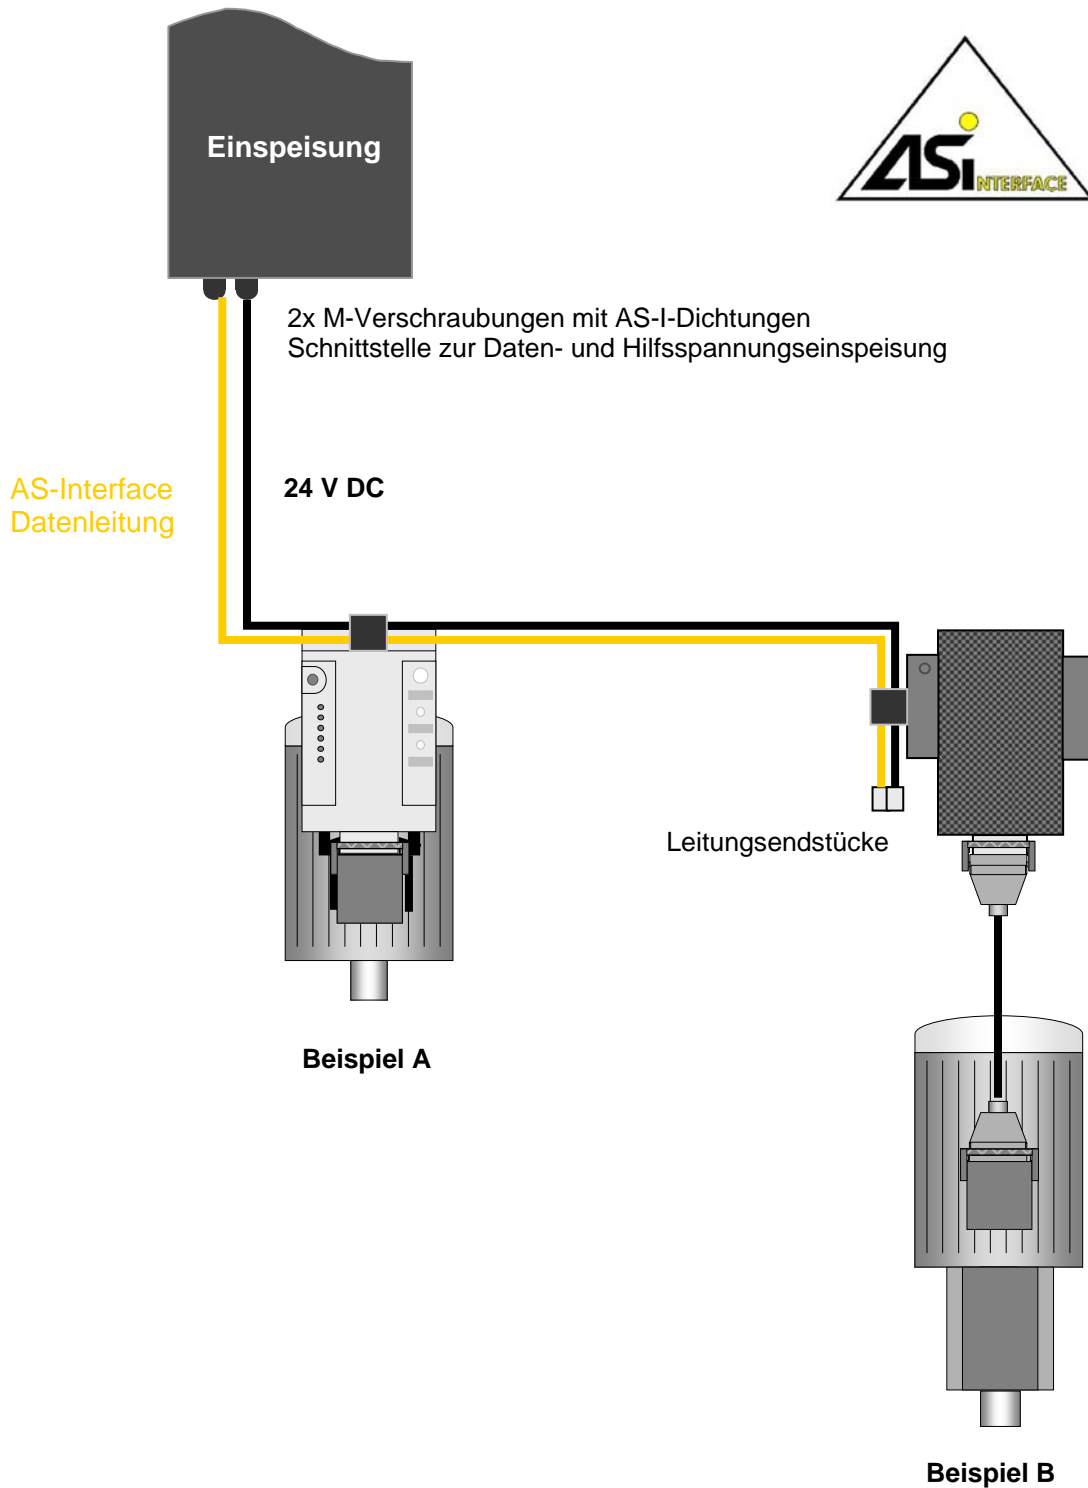 Einspeisung
ASi NTERFACE
2x M-Verschraubungen mit AS-I-Dichtungen
Schnittstelle zur Daten- und Hilfsspannungseinspeisung
AS-Interface
Datenleitung
24 V DC
Leitungsendstücke
Beispiel A
Beispiel B